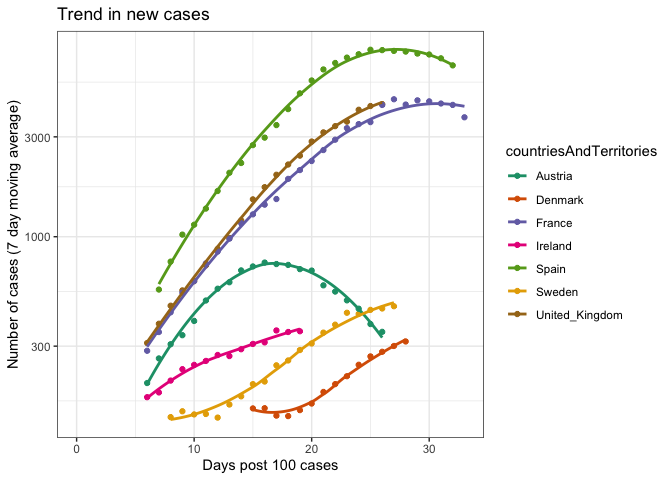 Trend in new cases
Number of cases (7 day moving average)
3000
1000
300
0
10
20
30
Days post 100 cases
countriesAndTerritories
Austria
Denmark
France
Ireland
Spain
Sweden
United_Kingdom